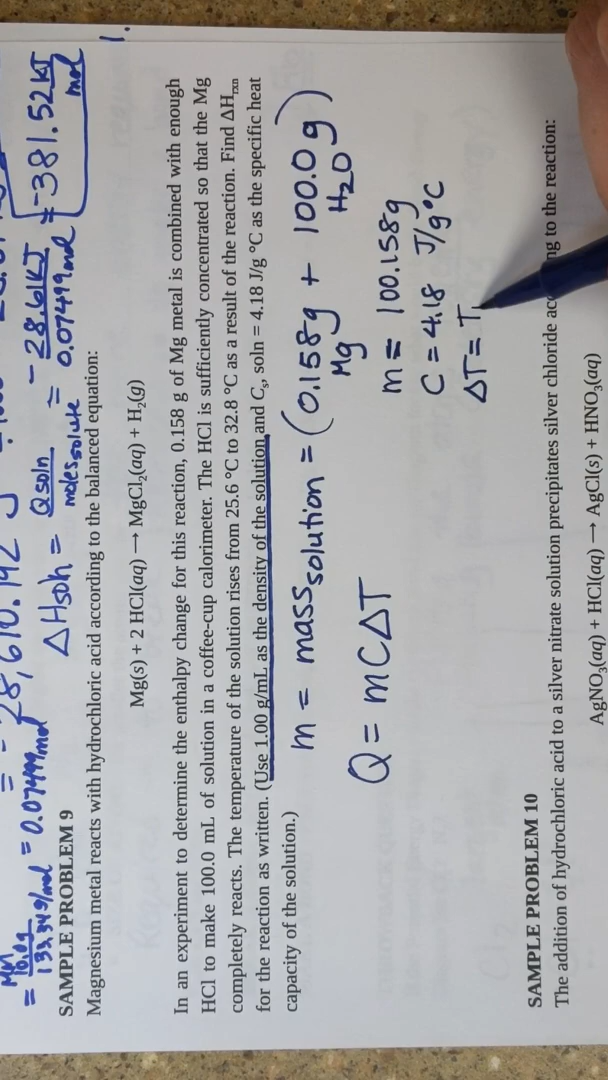 = 10.0g / 133.34g/mol = 0.07499mol
ΔHsoln = Qsoln / moles solute = -28.61KJ / 0.07499mol = -381.52 KJ/mol
1.
SAMPLE PROBLEM 9
Magnesium metal reacts with hydrochloric acid according to the balanced equation:
Mg(s) + 2 HCl(aq) → MgCl₂(aq) + H₂(g)
In an experiment to determine the enthalpy change for this reaction, 0.158 g of Mg metal is combined with enough
HCl to make 100.0 mL of solution in a coffee-cup calorimeter. The HCl is sufficiently concentrated so that the Mg
completely reacts. The temperature of the solution rises from 25.6 °C to 32.8 °C as a result of the reaction. Find ΔHrxn
for the reaction as written. (Use 1.00 g/mL as the density of the solution and Cₛ, soln = 4.18 J/g °C as the specific heat
capacity of the solution.)
m = mass solution = (0.158g + 100.0g)
Mg H₂O
Q = mCΔT
m = 100.158g
C = 4.18 J/g°C
ΔT = T
SAMPLE PROBLEM 10
The addition of hydrochloric acid to a silver nitrate solution precipitates silver chloride to the reaction:
AgNO₃(aq) + HCl(aq) → AgCl(s) + HNO₃(aq)